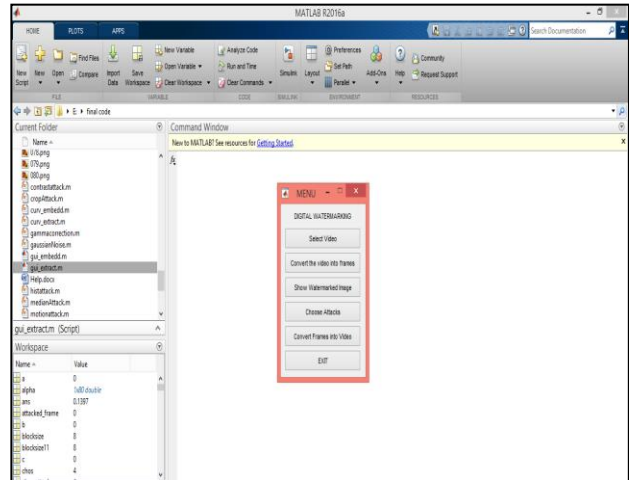 MATLAB R2016a
HOME PLOTS APPS
Search Documentation
New Script
New
Open
Find Files
Compare
Import Data
Save Workspace
New Variable
Open Variable
Clear Workspace
Analyze Code
Run and Time
Clear Commands
Simulink
Layout
Preferences
Set Path
Parallel
Add-Ons
Help
Community
Request Support
FILE VARIABLE CODE SIMULINK ENVIRONMENT RESOURCES
E: final code
Current Folder
Name
078.png
079.png
080.png
contrastattack.m
cropAttack.m
curv_embedd.m
curv_extract.m
gammacorrection.m
gaussianNoise.m
gui_embedd.m
gui_extract.m
Help.docx
histattack.m
medianAttack.m
motionattack.m
gui_extract.m (Script)
Workspace
Name Value
a 0
alpha 1x80 double
ans 0.1397
attacked_frame 0
b 0
blocksize 8
blocksize11 8
c 0
chos 4
Command Window
New to MATLAB? See resources for Getting Started.
fx
MENU
DIGITAL WATERMARKING
Select Video
Convert the video into frames
Show Watermarked Image
Choose Attacks
Convert Frames into Video
EXIT